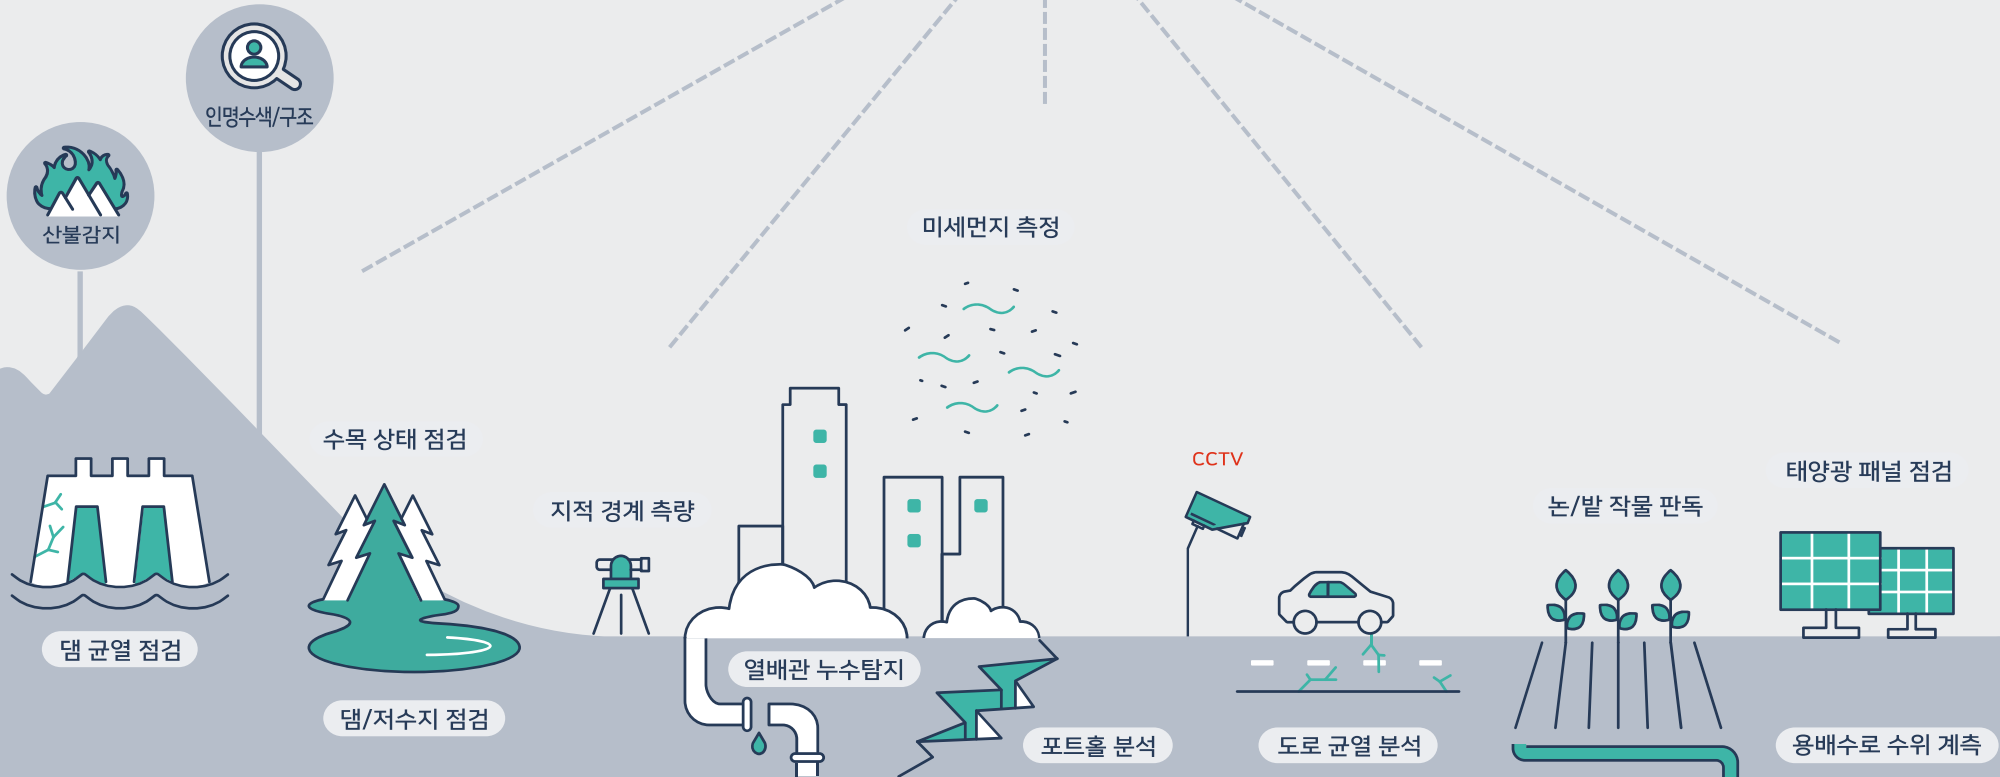 인명수색/구조
산불감지
미세먼지 측정
수목 상태 점검
CCTV
태양광 패널 점검
지적 경계 측량
논/밭 작물 판독
댐 균열 점검
열배관 누수탐지
댐/저수지 점검
포트홀 분석
도로 균열 분석
용배수로 수위 계측